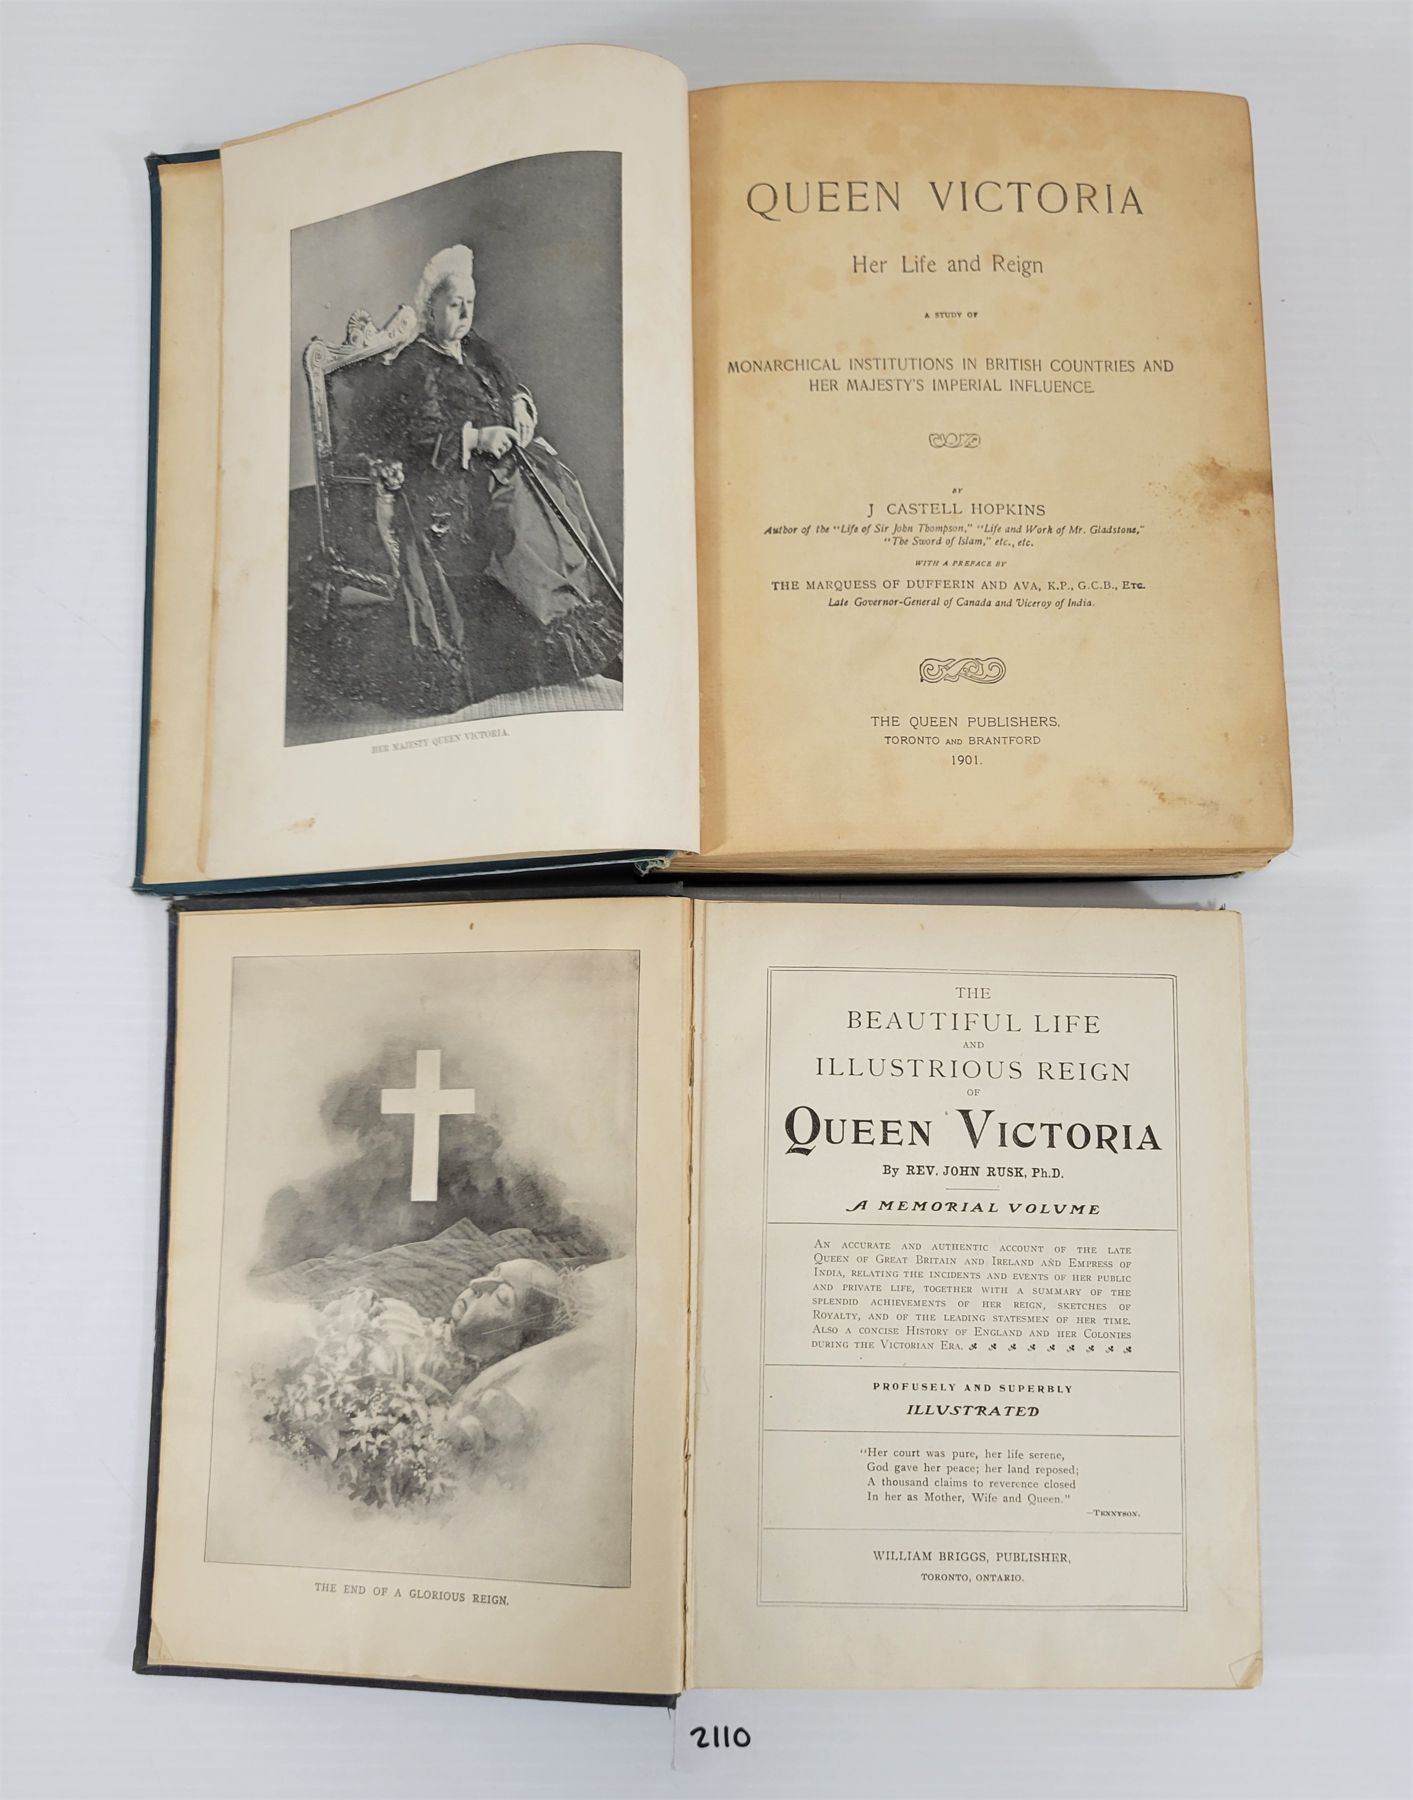 HER MAJESTY QUEEN VICTORIA.
QUEEN VICTORIA
Her Life and Reign
A STUDY OF
MONARCHICAL INSTITUTIONS IN BRITISH COUNTRIES AND
HER MAJESTY'S IMPERIAL INFLUENCE.
BY
J CASTELL HOPKINS
Author of the "Life of Sir John Thompson," "Life and Work of Mr. Gladstone,"
"The Sword of Islam," etc., etc.
WITH A PREFACE BY
THE MARQUESS OF DUFFERIN AND AVA, K.P., G.C.B., ETC.
Late Governor-General of Canada and Viceroy of India.
THE QUEEN PUBLISHERS,
TORONTO AND BRANTFORD
1901.
THE END OF A GLORIOUS REIGN.
THE
BEAUTIFUL LIFE
AND
ILLUSTRIOUS REIGN
OF
QUEEN VICTORIA
By REV. JOHN RUSK, Ph.D.
A MEMORIAL VOLVME
AN ACCURATE AND AUTHENTIC ACCOUNT OF THE LATE
QUEEN OF GREAT BRITAIN AND IRELAND AND EMPRESS OF
INDIA, RELATING THE INCIDENTS AND EVENTS OF HER PUBLIC
AND PRIVATE LIFE, TOGETHER WITH A SUMMARY OF THE
SPLENDID ACHIEVEMENTS OF HER REIGN, SKETCHES OF
ROYALTY, AND OF THE LEADING STATESMEN OF HER TIME.
ALSO A CONCISE HISTORY OF ENGLAND AND HER COLONIES
DURING THE VICTORIAN ERA.
PROFUSELY AND SUPERBLY
ILLVSTRATED
"Her court was pure, her life serene,
God gave her peace; her land reposed;
A thousand claims to reverence closed
In her as Mother, Wife and Queen."
—TENNYSON.
WILLIAM BRIGGS, PUBLISHER,
TORONTO, ONTARIO.
2110